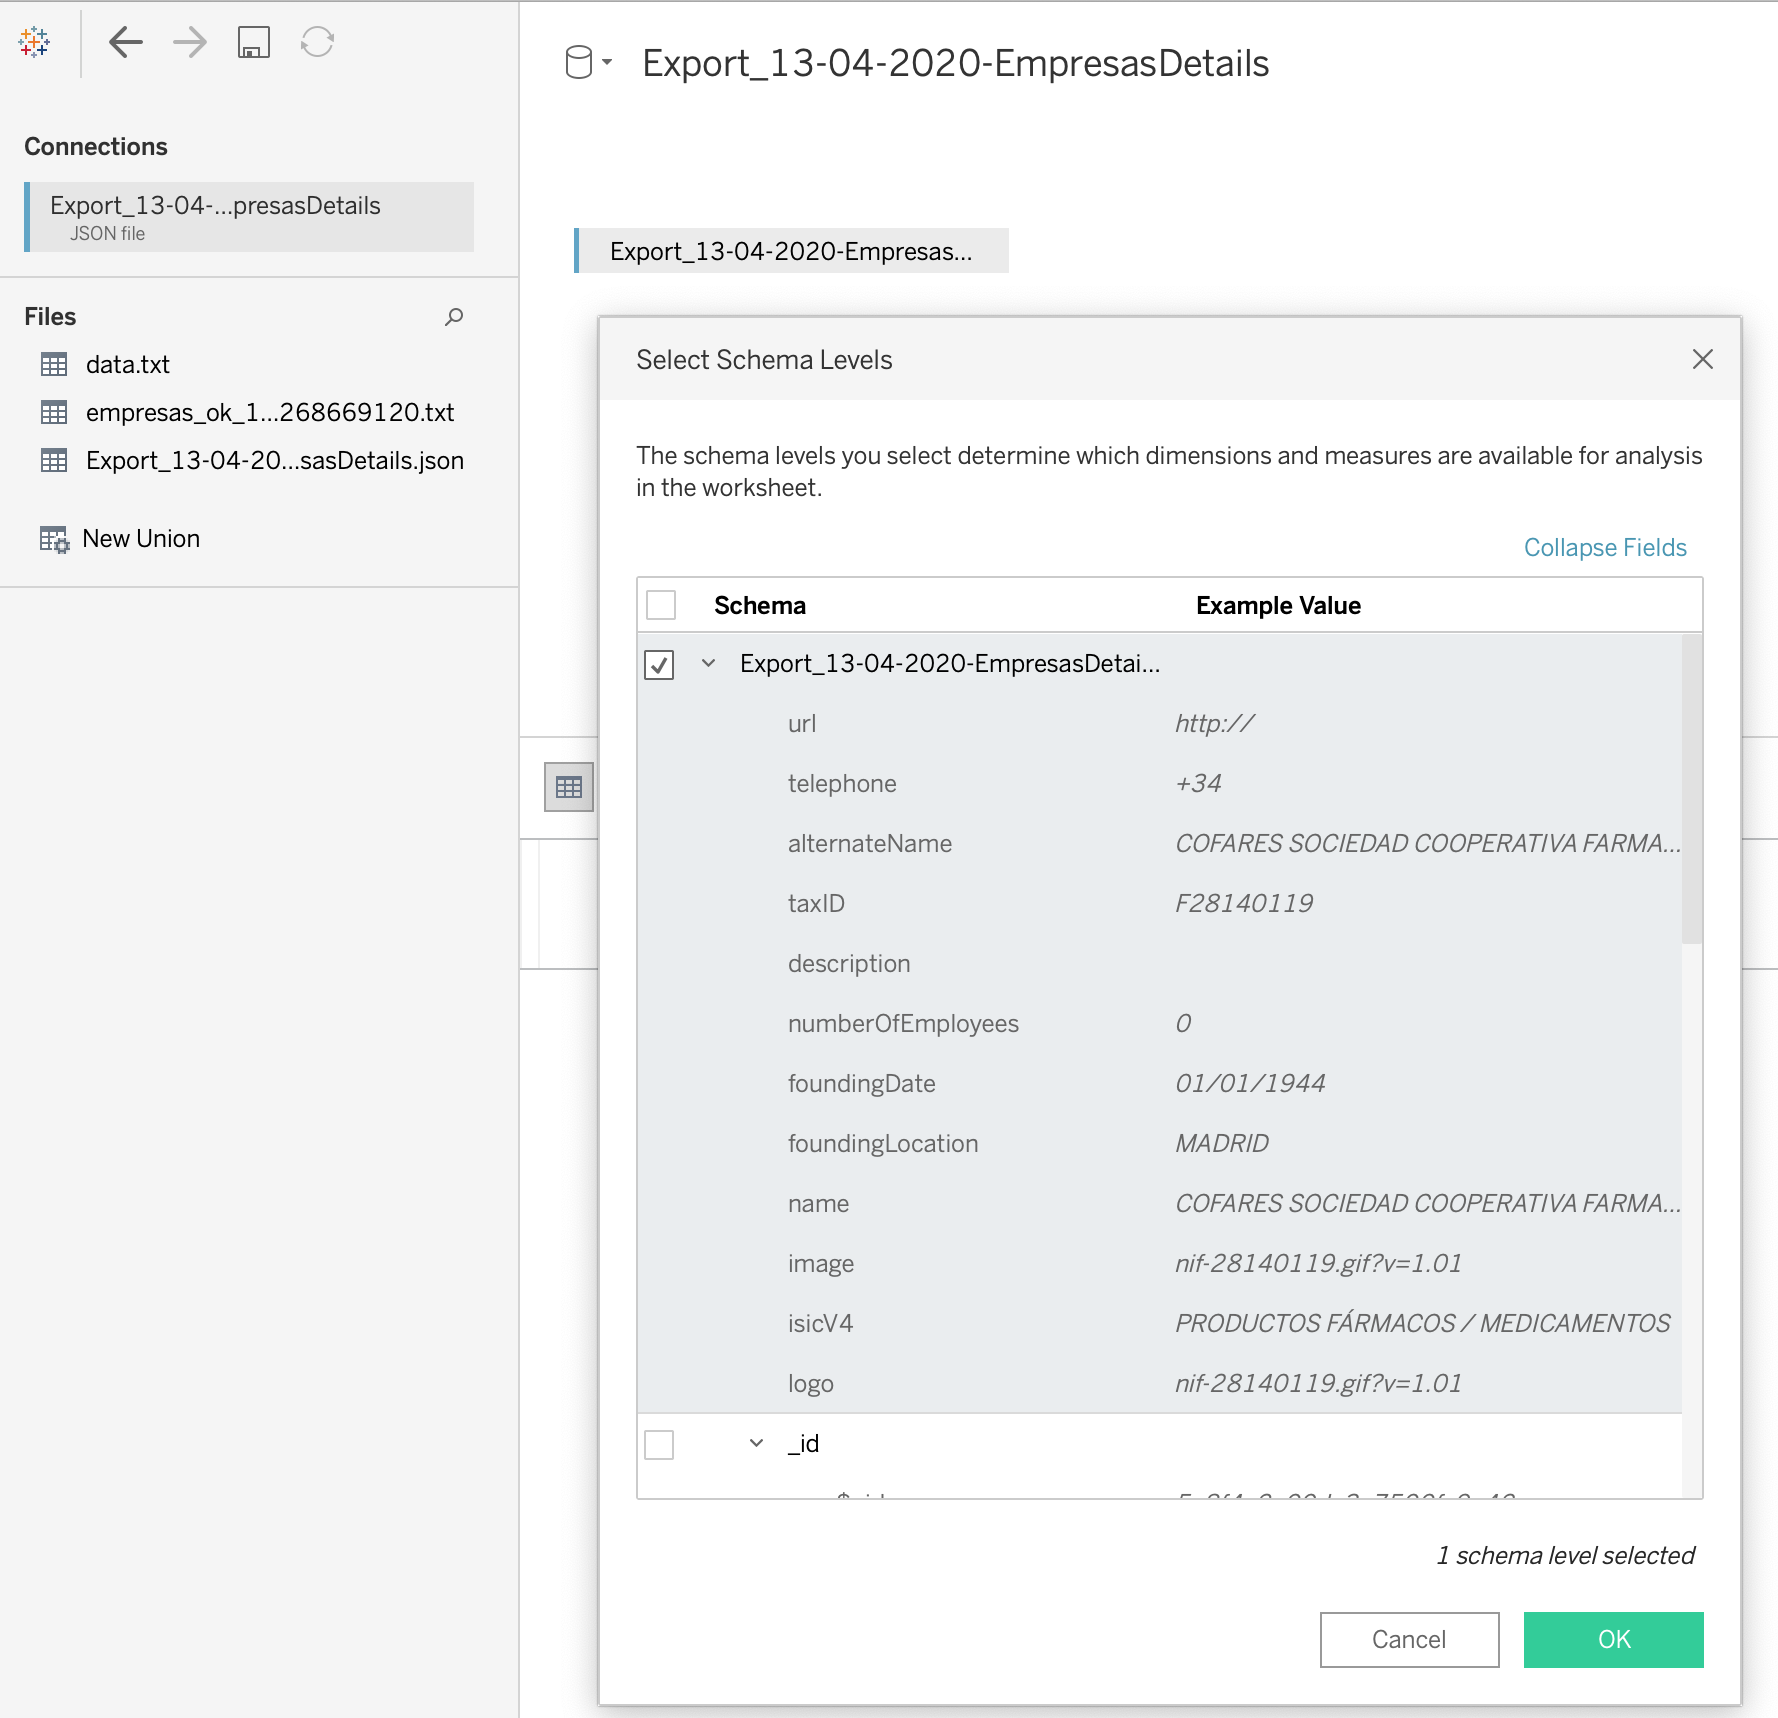 Export_13-04-2020-EmpresasDetails
Connections
Export_13-04-...presasDetails
JSON file
Files
data.txt
empresas_ok_1...268669120.txt
Export_13-04-20...sasDetails.json
New Union
Export_13-04-2020-Empresas...
Select Schema Levels
The schema levels you select determine which dimensions and measures are available for analysis
in the worksheet.
Collapse Fields
Schema Example Value
Export_13-04-2020-EmpresasDetai...
url http://
telephone +34
alternateName COFARES SOCIEDAD COOPERATIVA FARMA...
taxID F28140119
description
numberOfEmployees 0
foundingDate 01/01/1944
foundingLocation MADRID
name COFARES SOCIEDAD COOPERATIVA FARMA...
image nif-28140119.gif?v=1.01
isicV4 PRODUCTOS FÁRMACOS / MEDICAMENTOS
logo nif-28140119.gif?v=1.01
_id
1 schema level selected
Cancel OK